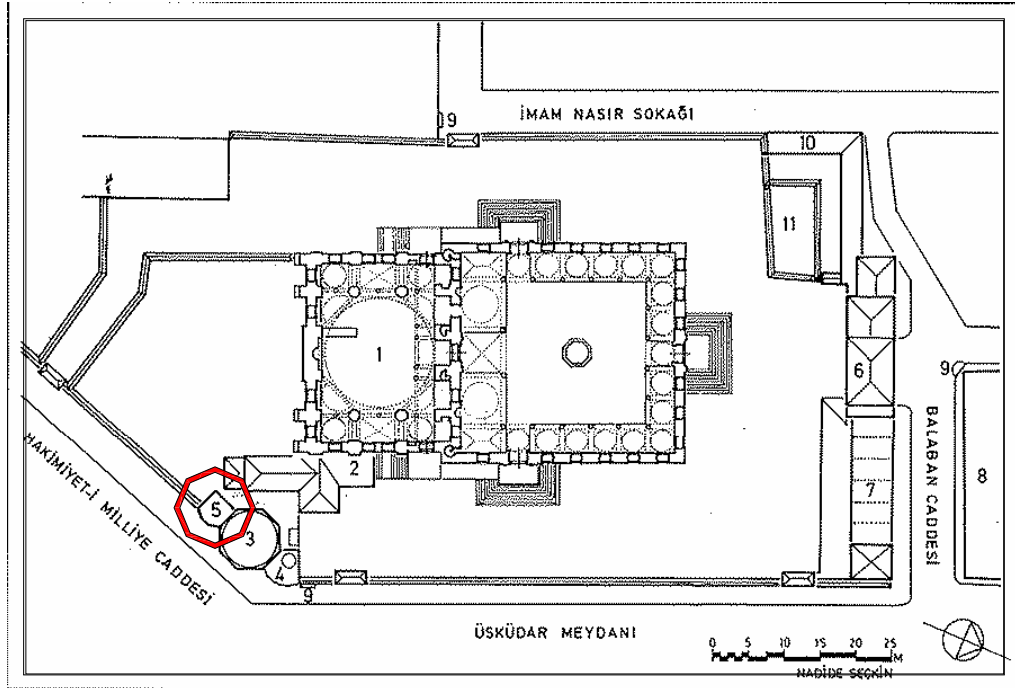 İMAM NASIR SOKAĞI
9
10
11
1
6
9
2
BALABAN CADDESİ
8
7
HAKİMİYET-İ MİLLİYE CADDESİ
5
3
4
9
ÜSKÜDAR MEYDANI
0 5 10 15 20 25 M
NADİDE SEÇKİN